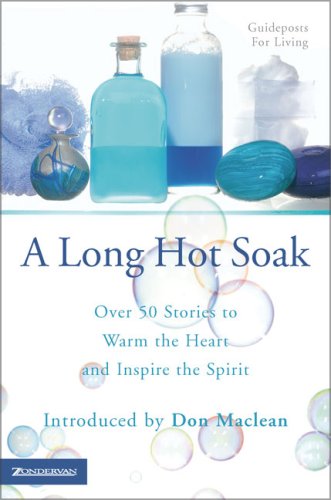 Guideposts
For Living
A Long Hot Soak
Over 50 Stories to
Warm the Heart
and Inspire the Spirit
Introduced by Don Maclean
ZONDERVAN